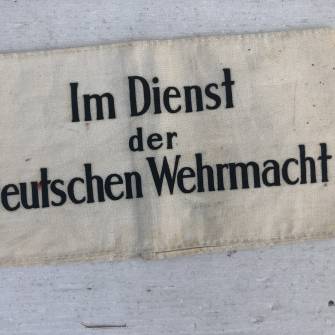 Im Dienst
der
eutschen Wehrmacht